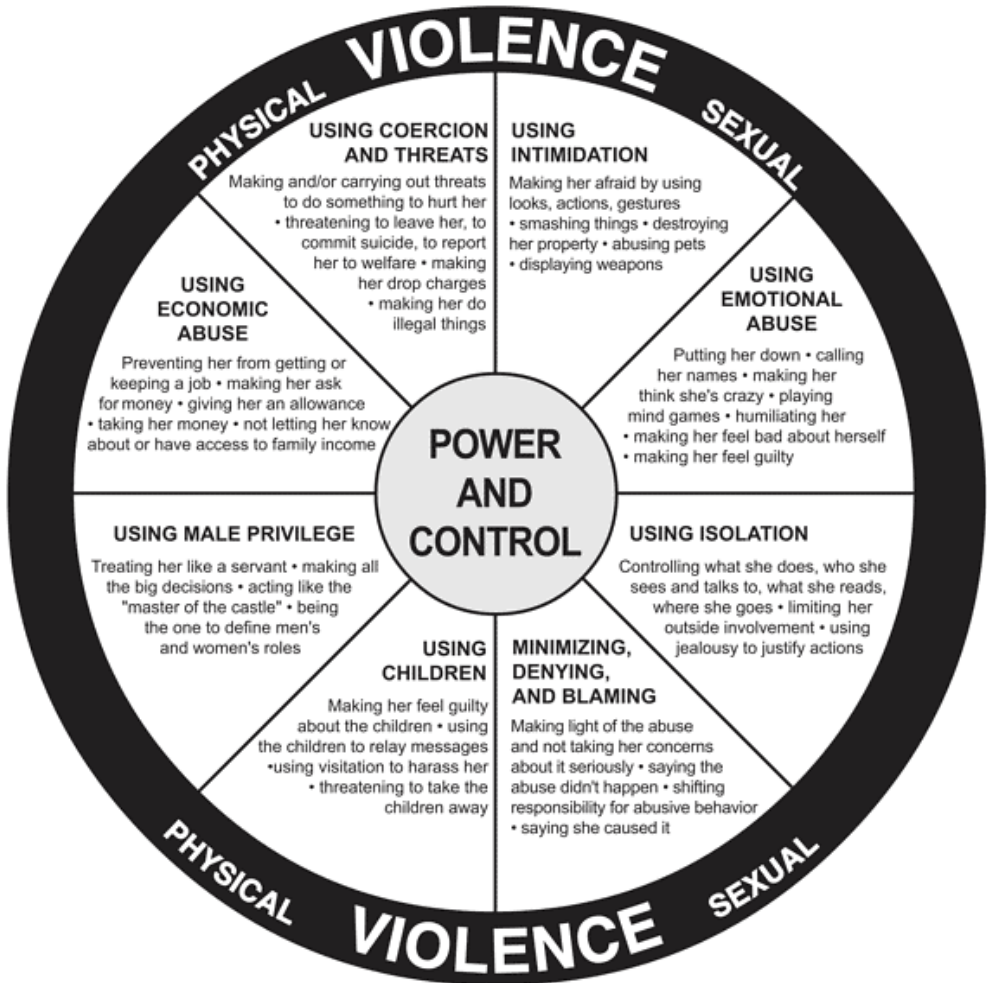 PHYSICAL VIOLENCE SEXUAL
USING COERCION
AND THREATS
Making and/or carrying out threats
to do something to hurt her
• threatening to leave her, to
commit suicide, to report
her to welfare • making
her drop charges
• making her do
illegal things
USING
INTIMIDATION
Making her afraid by using
looks, actions, gestures
• smashing things • destroying
her property • abusing pets
• displaying weapons
USING
ECONOMIC
ABUSE
Preventing her from getting or
keeping a job • making her ask
for money • giving her an allowance
• taking her money • not letting her know
about or have access to family income
USING
EMOTIONAL
ABUSE
Putting her down • calling
her names • making her
think she's crazy • playing
mind games • humiliating her
• making her feel bad about herself
• making her feel guilty
POWER
AND
CONTROL
USING MALE PRIVILEGE
Treating her like a servant • making all
the big decisions • acting like the
"master of the castle" • being
the one to define men's
and women's roles
USING ISOLATION
Controlling what she does, who she
sees and talks to, what she reads,
where she goes • limiting her
outside involvement • using
jealousy to justify actions
USING
CHILDREN
Making her feel guilty
about the children • using
the children to relay messages
•using visitation to harass her
• threatening to take the
children away
MINIMIZING,
DENYING,
AND BLAMING
Making light of the abuse
and not taking her concerns
about it seriously • saying the
abuse didn't happen • shifting
responsibility for abusive behavior
• saying she caused it
PHYSICAL VIOLENCE SEXUAL